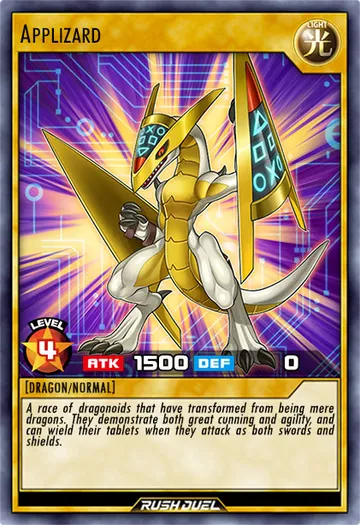 APPLIZARD
LIGHT
光
LEVEL
4
ATK 1500 DEF 0
[DRAGON/NORMAL]
A race of dragonoids that have transformed from being mere
dragons. They demonstrate both great cunning and agility, and
can wield their tablets when they attack as both swords and
shields.
RUSH DUEL